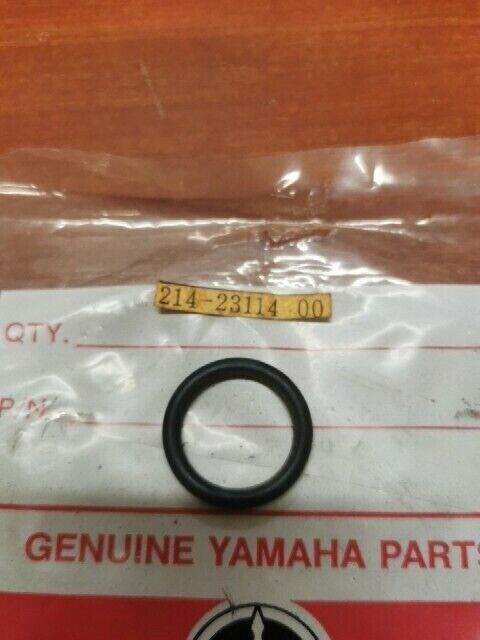 214-23114 00
QTY.
P/N
GENUINE YAMAHA PARTS